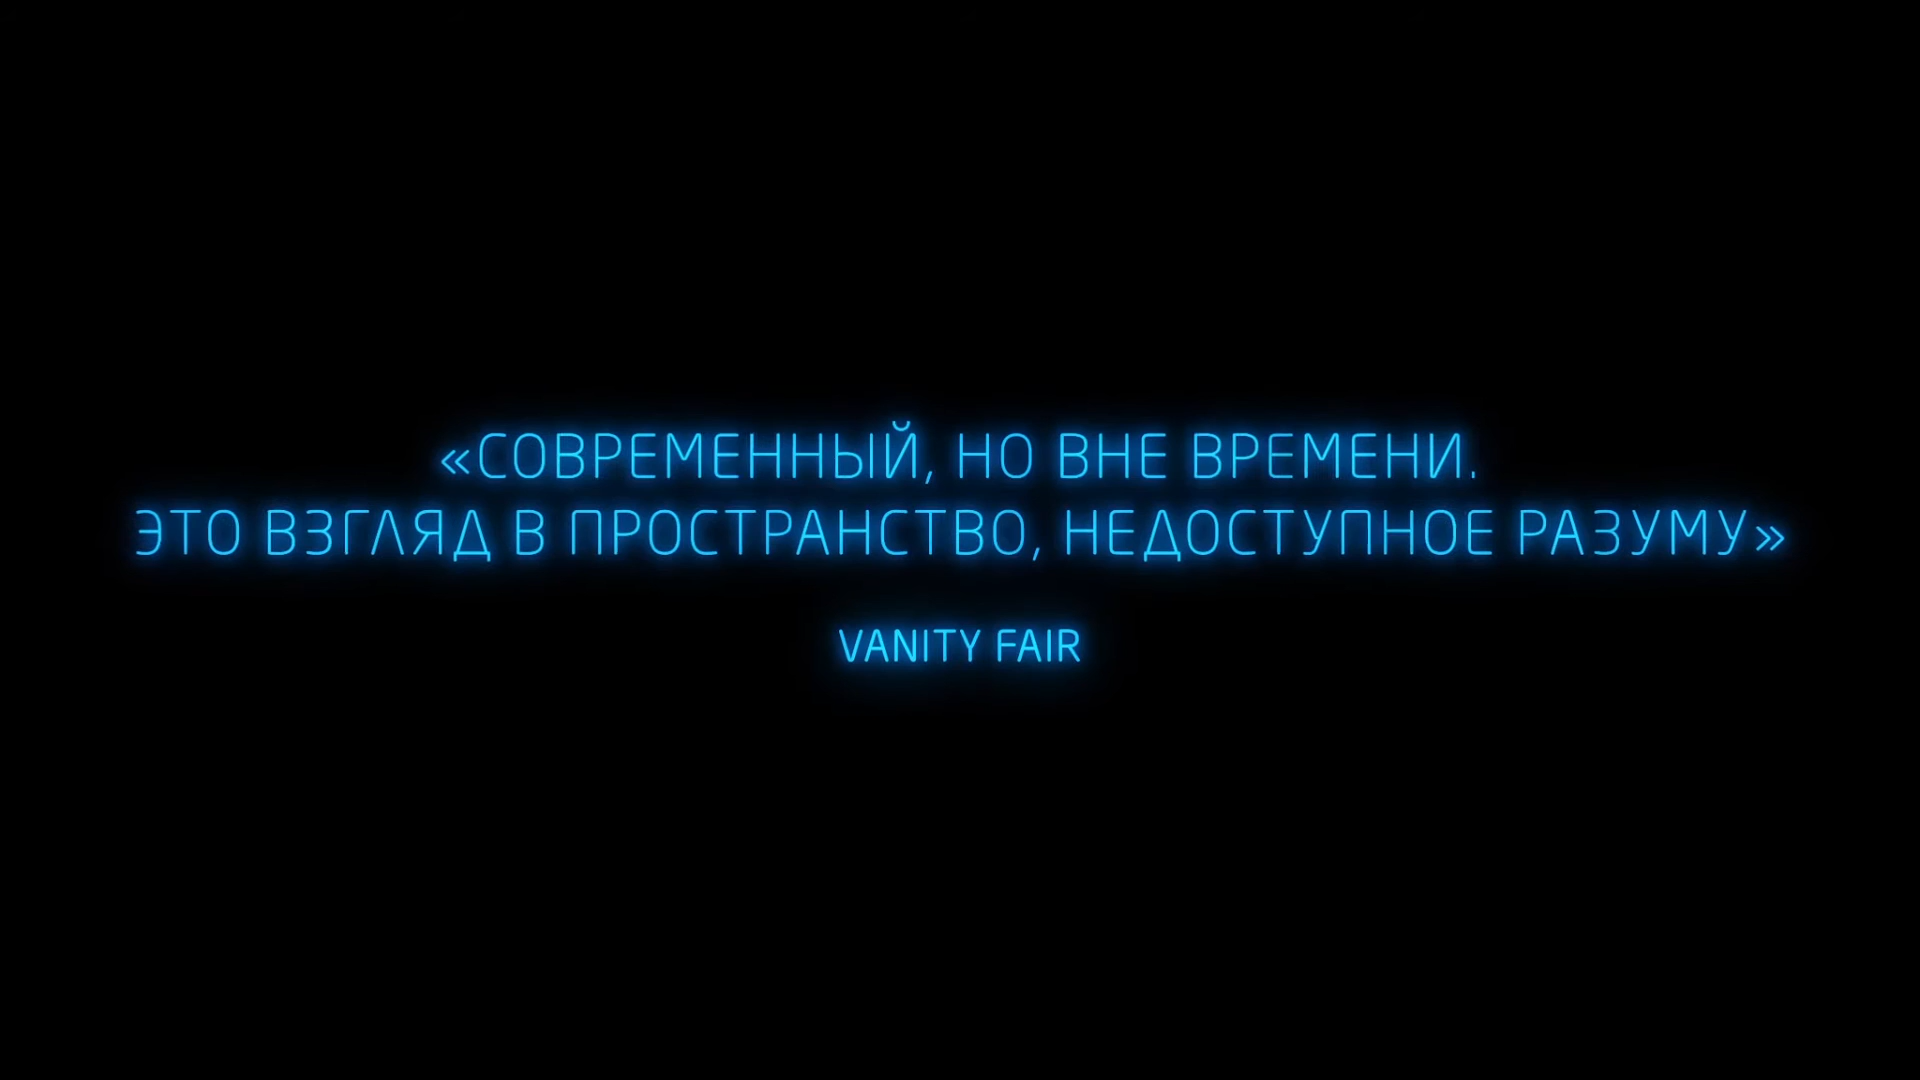 «СОВРЕМЕННЫЙ, НО ВНЕ ВРЕМЕНИ.
ЭТО ВЗГЛЯД В ПРОСТРАНСТВО, НЕДОСТУПНОЕ РАЗУМУ»
VANITY FAIR